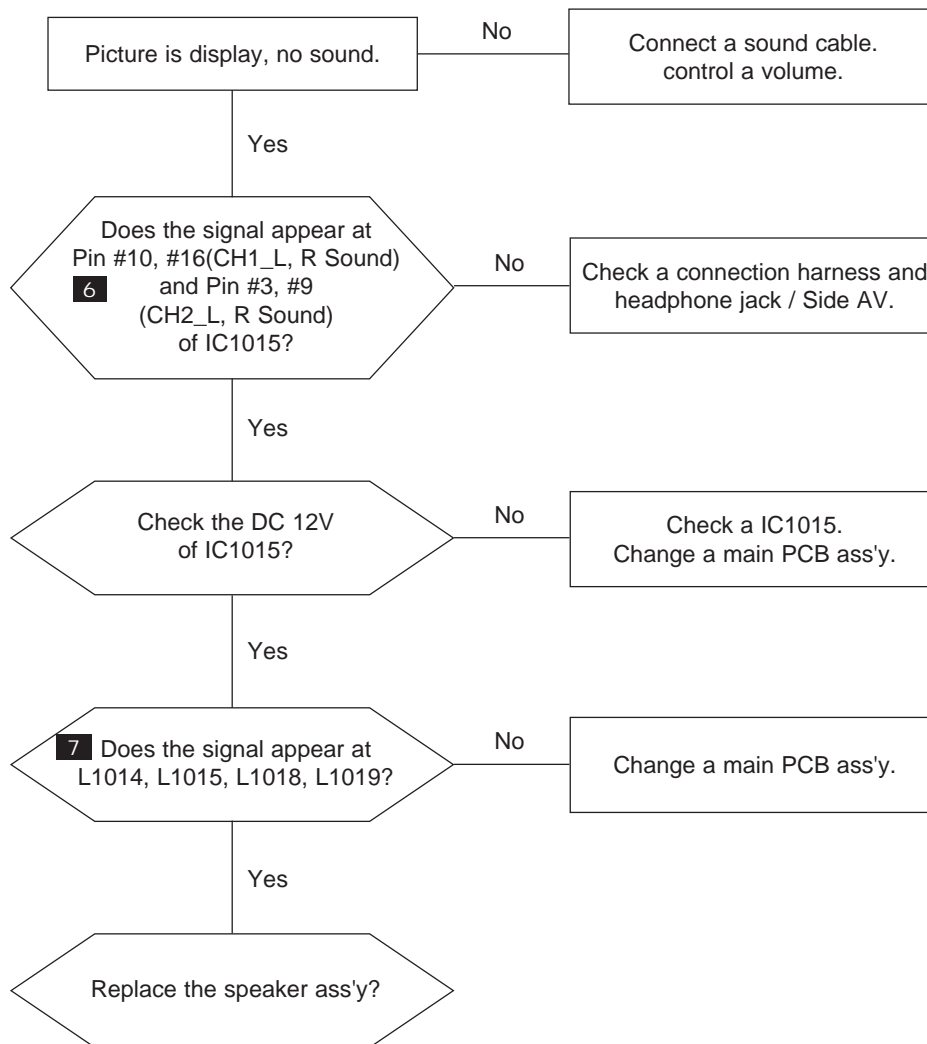 Picture is display, no sound.
No
Connect a sound cable.
control a volume.
Yes
Does the signal appear at
Pin #10, #16(CH1_L, R Sound)
6 and Pin #3, #9
(CH2_L, R Sound)
of IC1015?
No
Check a connection harness and
headphone jack / Side AV.
Yes
Check the DC 12V
of IC1015?
No
Check a IC1015.
Change a main PCB ass'y.
Yes
7 Does the signal appear at
L1014, L1015, L1018, L1019?
No
Change a main PCB ass'y.
Yes
Replace the speaker ass'y?